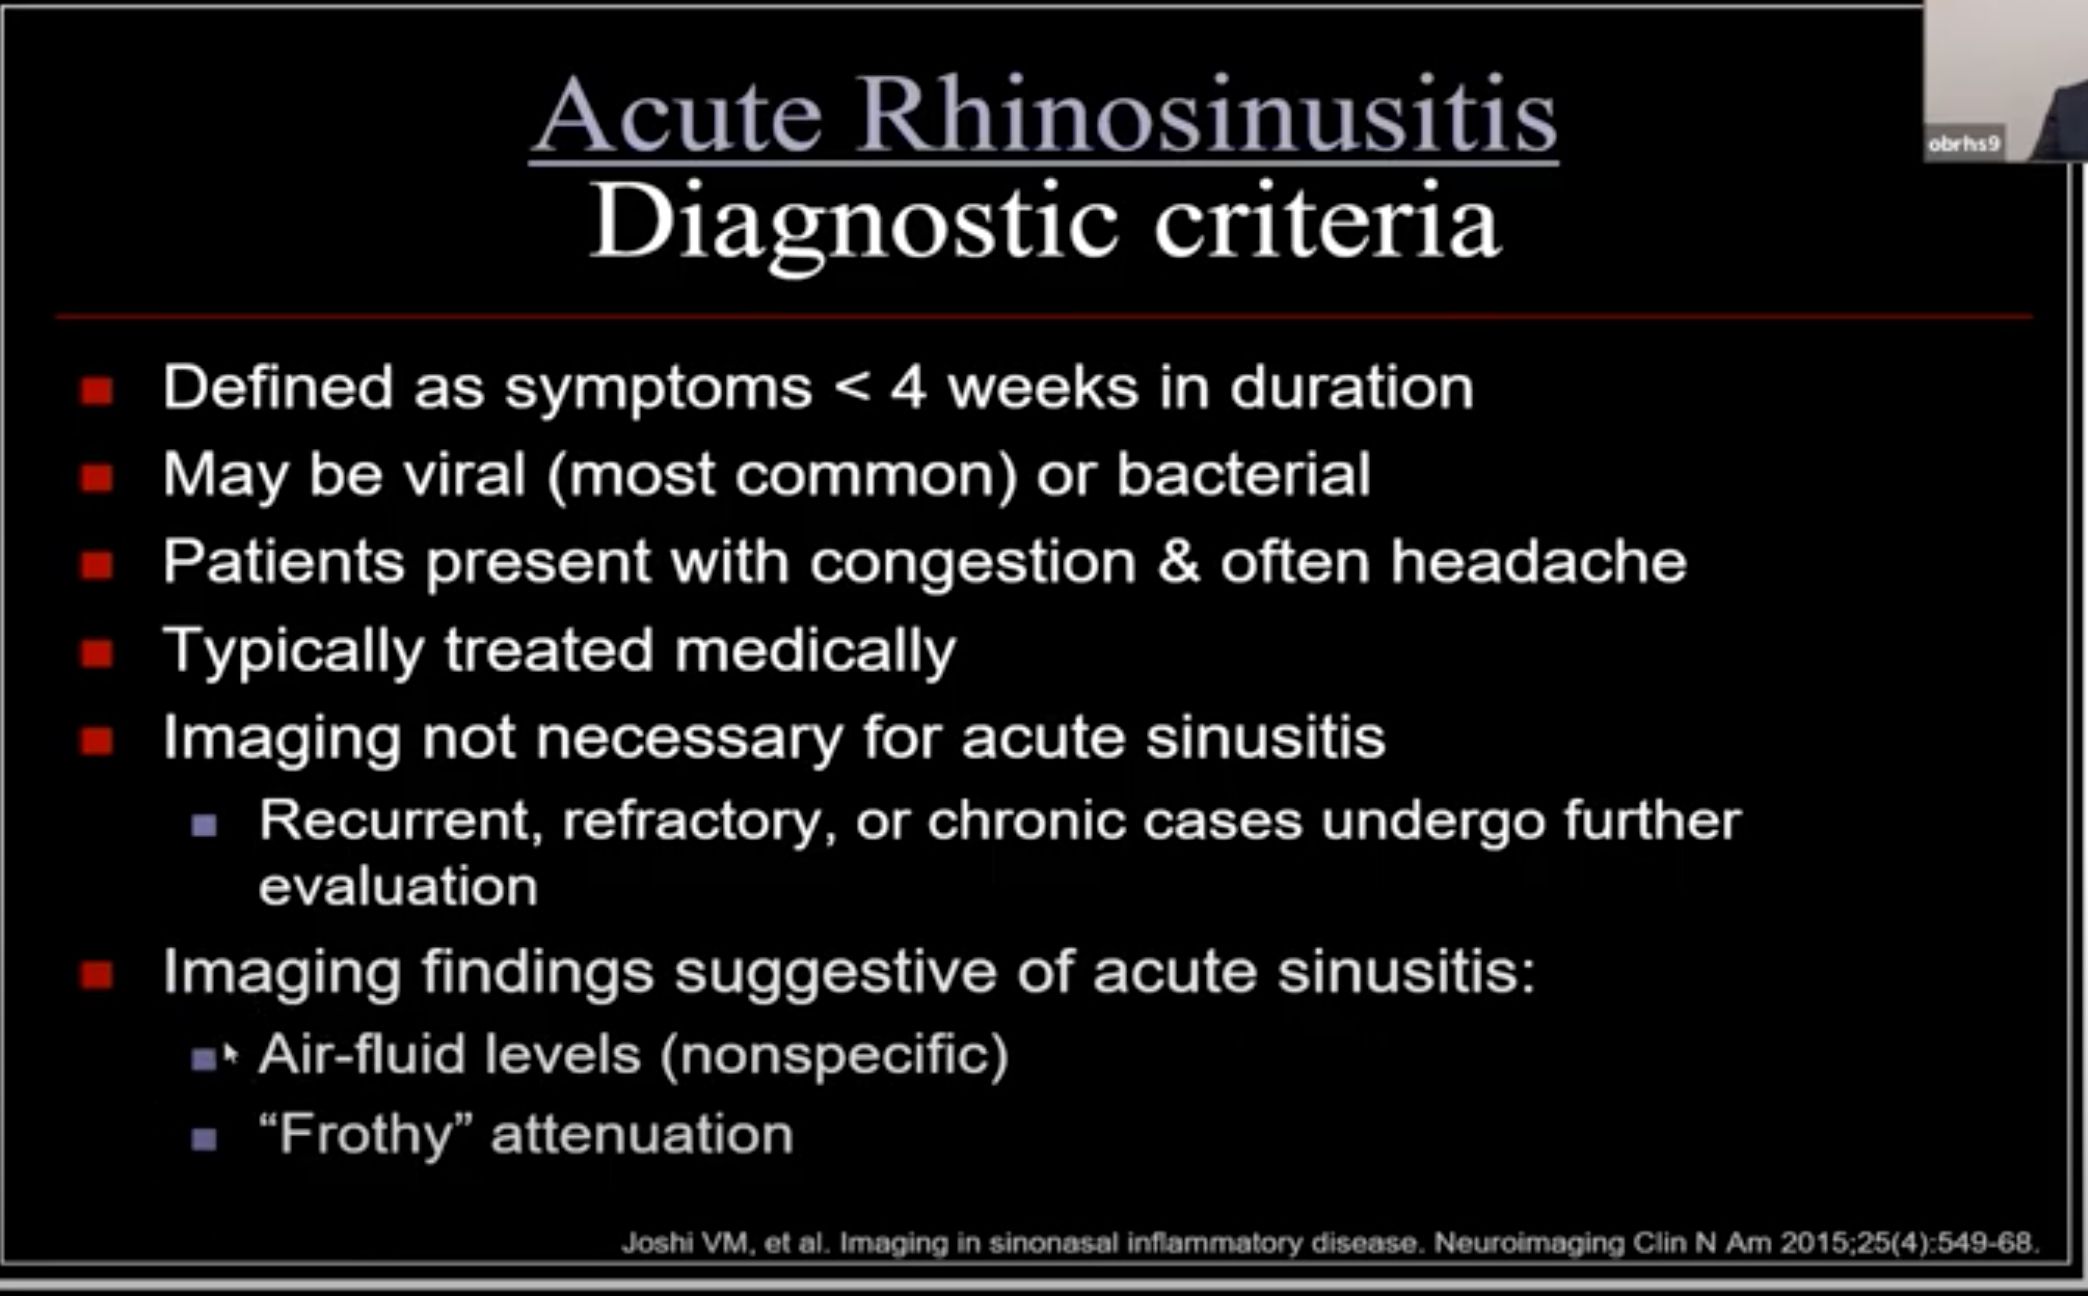 Acute Rhinosinusitis
obrhs9
Diagnostic criteria
Defined as symptoms < 4 weeks in duration
May be viral (most common) or bacterial
Patients present with congestion & often headache
Typically treated medically
Imaging not necessary for acute sinusitis
Recurrent, refractory, or chronic cases undergo further
evaluation
Imaging findings suggestive of acute sinusitis:
Air-fluid levels (nonspecific)
“Frothy” attenuation
Joshi VM, et al. Imaging in sinonasal inflammatory disease. Neuroimaging Clin N Am 2015;25(4):549-68.